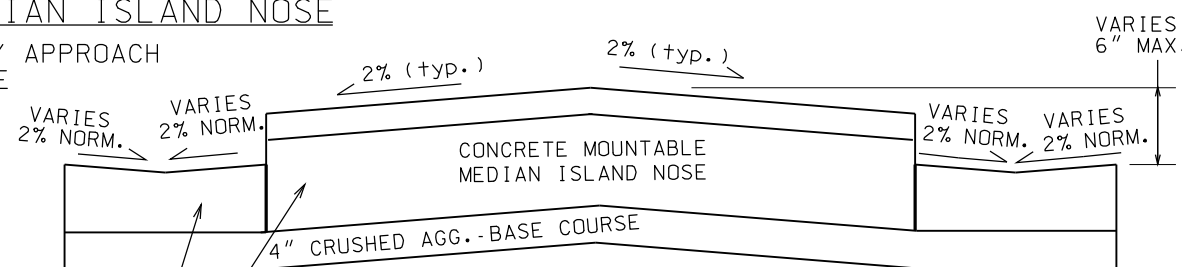 IAN ISLAND NOSE
APPROACH
2% (typ.)
2% (typ.)
VARIES
6" MAX.
VARIES
2% NORM.
VARIES
2% NORM.
VARIES
2% NORM.
VARIES
2% NORM.
CONCRETE MOUNTABLE
MEDIAN ISLAND NOSE
4" CRUSHED AGG.-BASE COURSE